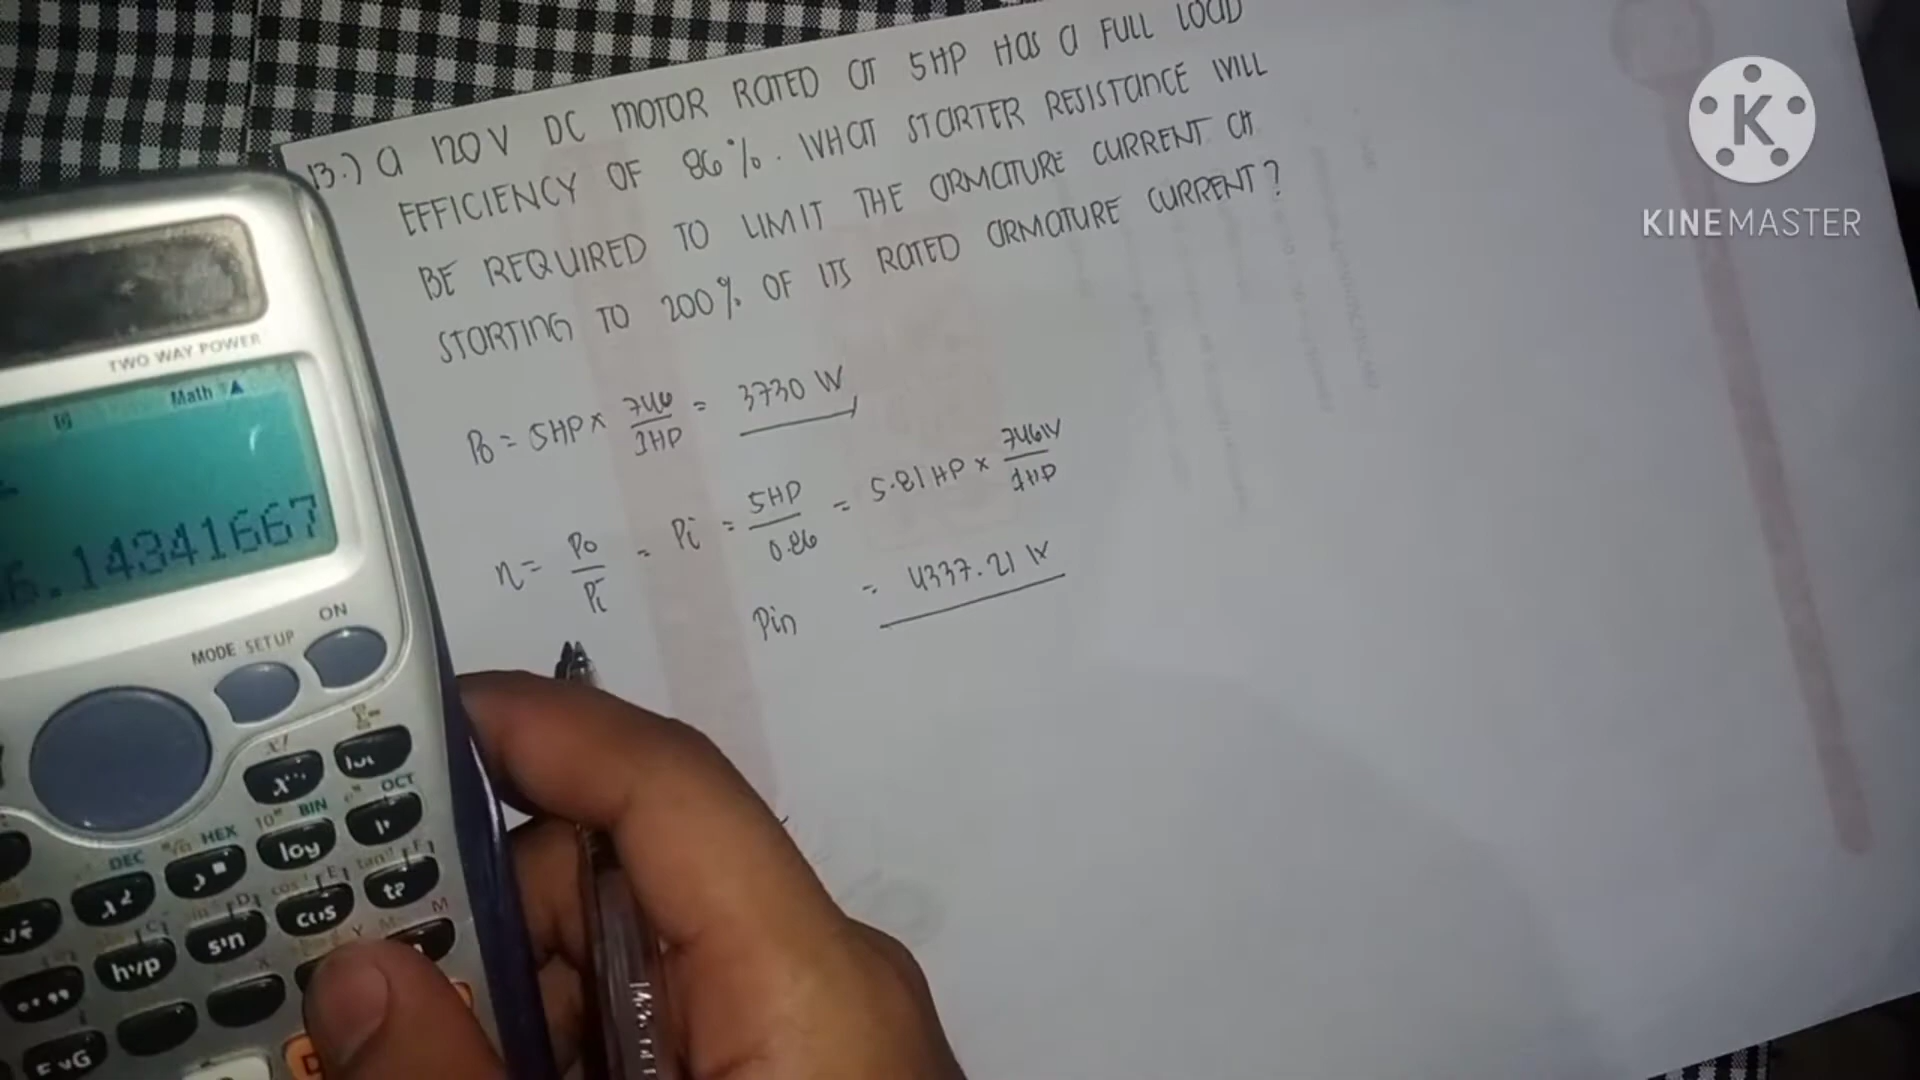 13.) A 120 V DC MOTOR RATED AT 5HP HAS A FULL LOAD
EFFICIENCY OF 86%. WHAT STARTER RESISTANCE WILL
BE REQUIRED TO LIMIT THE ARMATURE CURRENT AT
STARTING TO 200% OF ITS RATED ARMATURE CURRENT?
Po = 5HP x 746/1HP = 3730 W
n = Po/Pi = Pi = 5HP/0.86 = 5.81 HP x 746W/1HP
Pin = 4337.21 W
K
KINEMASTER
TWO WAY POWER
Math ▲
6.14341667
MODE SETUP ON
x!
DEC HEX BIN OCT
x² log
hyp sin cos